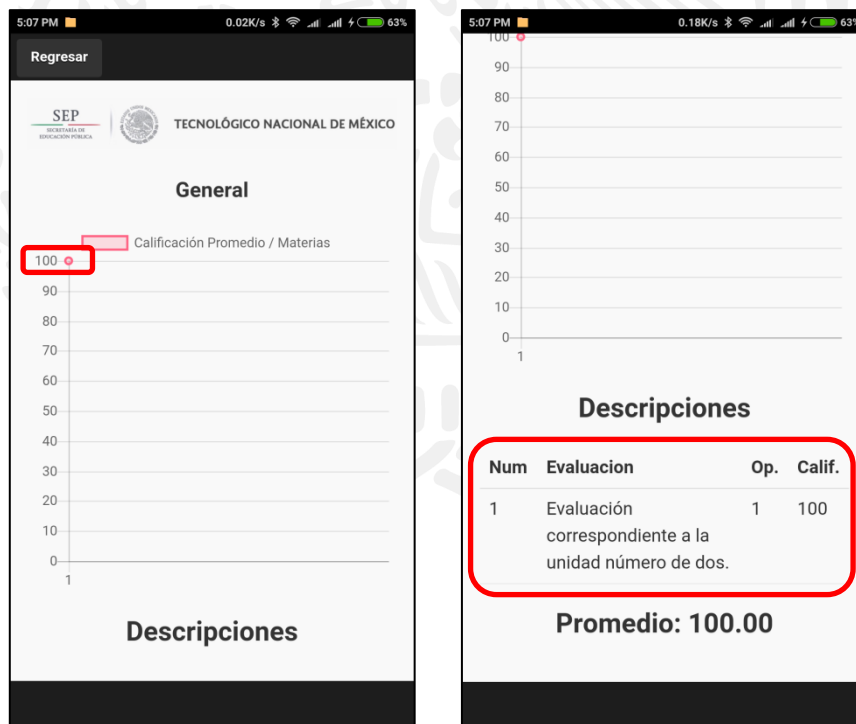 5:07 PM 0.02K/s 63%
Regresar
SEP
SECRETARÍA DE
EDUCACIÓN PÚBLICA
TECNOLÓGICO NACIONAL DE MÉXICO
General
Calificación Promedio / Materias
100
90
80
70
60
50
40
30
20
10
0
1
Descripciones
5:07 PM 0.18K/s 63%
100
90
80
70
60
50
40
30
20
10
0
1
Descripciones
Num Evaluacion Op. Calif.
1 Evaluación 1 100
correspondiente a la
unidad número de dos.
Promedio: 100.00